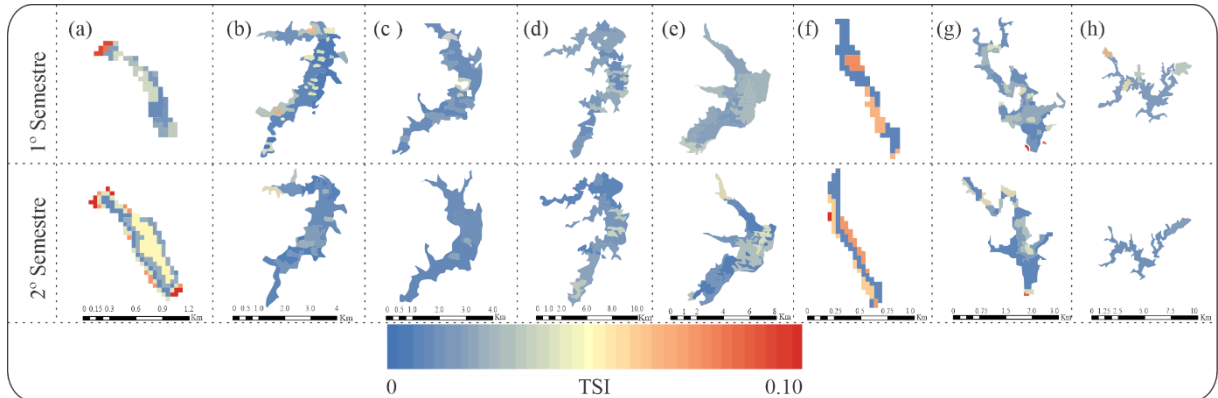 (a) (b) (c) (d) (e) (f) (g) (h)
1º Semestre
2º Semestre
0 0.15 0.3 0.6 0.9 1.2 Km
0 0.5 1.0 2.0 3.0 4.0 Km
0 0.5 1.0 2.0 3.0 4.0 Km
0 1.0 2.0 6.0 8.0 10.0 Km
0 1 2 4 6 8 Km
0 0.25 0.5 0.75 1.0 Km
0 0.75 1.5 2.0 3.0 Km
0 1.25 2.5 5.0 7.5 10 Km
0 TSI 0.10